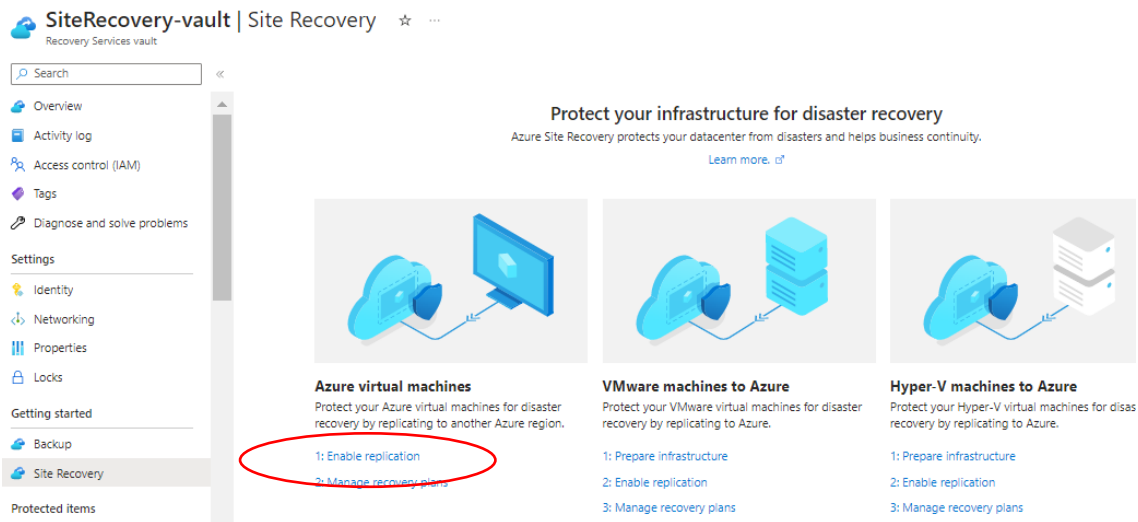 SiteRecovery-vault | Site Recovery
Recovery Services vault
Search
Overview
Activity log
Access control (IAM)
Tags
Diagnose and solve problems
Settings
Identity
Networking
Properties
Locks
Getting started
Backup
Site Recovery
Protected items
Protect your infrastructure for disaster recovery
Azure Site Recovery protects your datacenter from disasters and helps business continuity.
Learn more.
Azure virtual machines
Protect your Azure virtual machines for disaster
recovery by replicating to another Azure region.
1: Enable replication
2: Manage recovery plans
VMware machines to Azure
Protect your VMware virtual machines for disaster
recovery by replicating to Azure.
1: Prepare infrastructure
2: Enable replication
3: Manage recovery plans
Hyper-V machines to Azure
Protect your Hyper-V virtual machines for disas
recovery by replicating to Azure.
1: Prepare infrastructure
2: Enable replication
3: Manage recovery plans